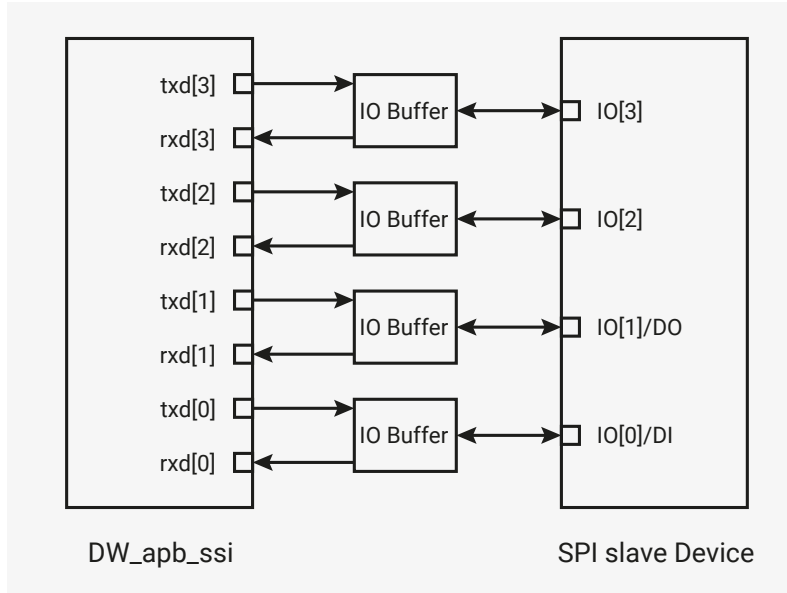 txd[3]
IO Buffer
IO[3]
rxd[3]
txd[2]
IO Buffer
IO[2]
rxd[2]
txd[1]
IO Buffer
IO[1]/DO
rxd[1]
txd[0]
IO Buffer
IO[0]/DI
rxd[0]
DW_apb_ssi
SPI slave Device